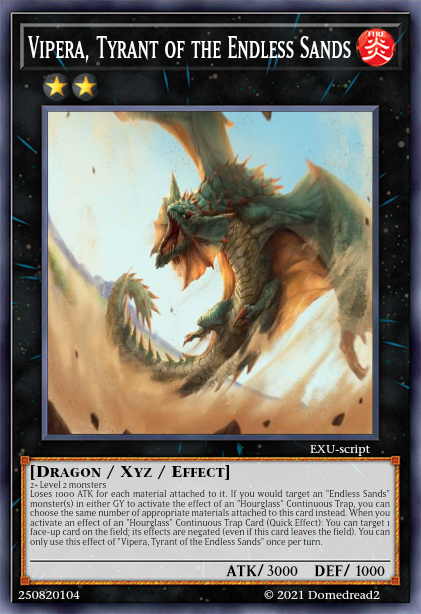 Vipera, Tyrant of the Endless Sands
FIRE
炎
EXU-script
[Dragon / Xyz / Effect]
2+ Level 2 monsters
Loses 1000 ATK for each material attached to it. If you would target an "Endless Sands"
monster(s) in either GY to activate the effect of an "Hourglass" Continuous Trap, you can
choose the same number of appropriate materials attached to this card instead. When you
activate an effect of an "Hourglass" Continuous Trap Card (Quick Effect): You can target 1
face-up card on the field; its effects are negated (even if this card leaves the field). You can
only use this effect of "Vipera, Tyrant of the Endless Sands" once per turn.
ATK/ 3000 DEF/ 1000
250820104 © 2021 Domedread2